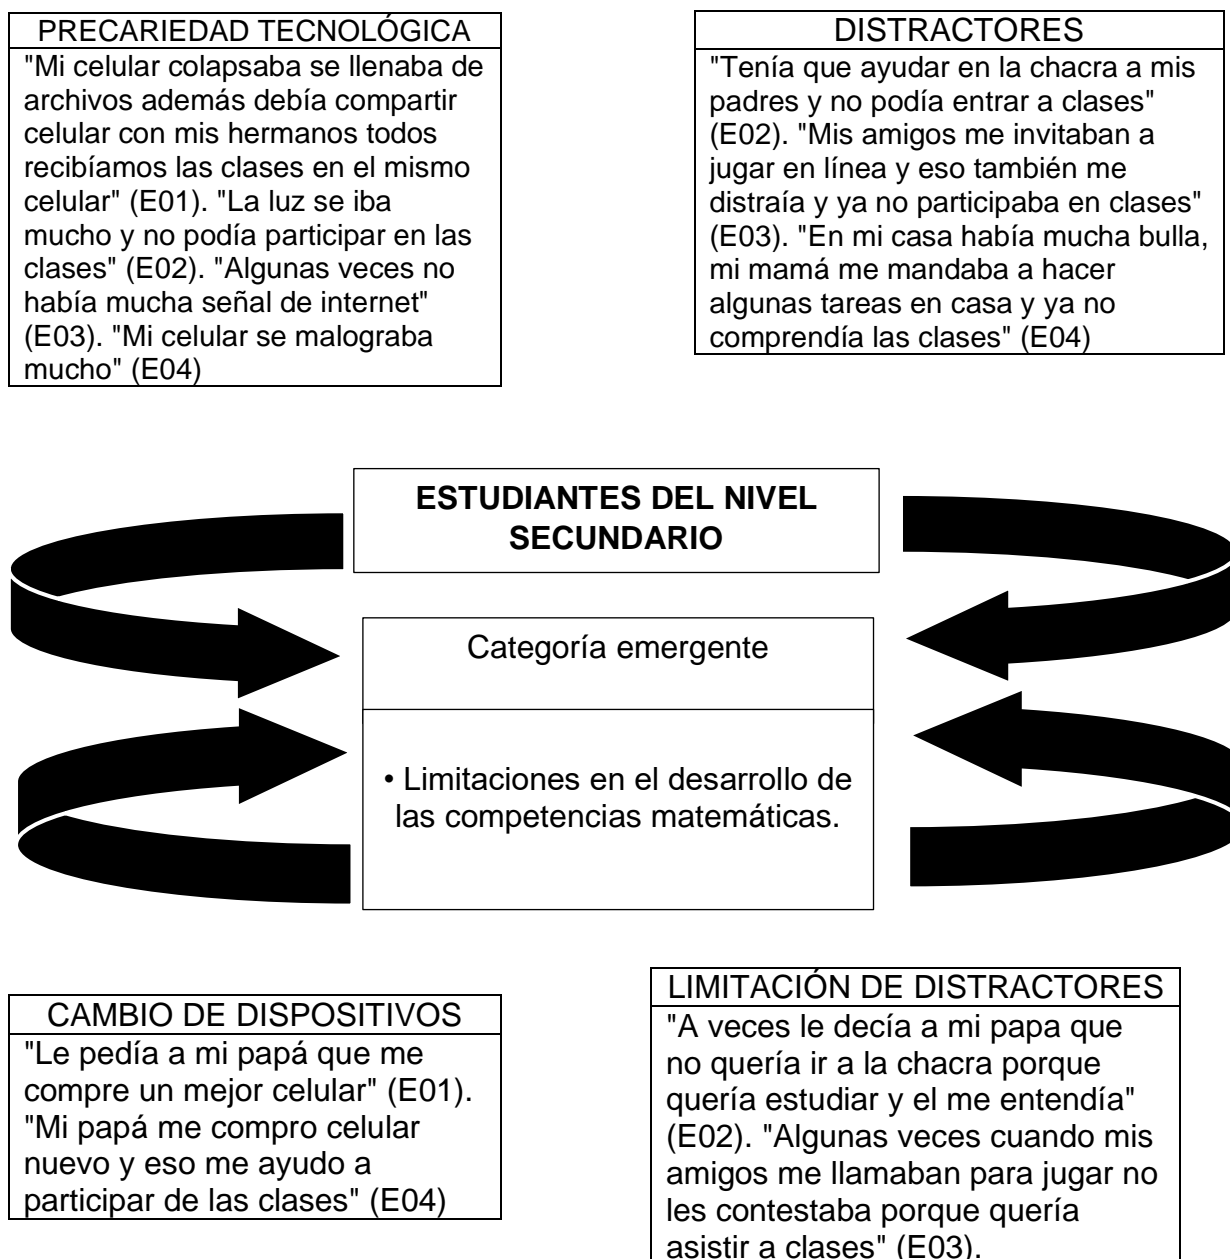 PRECARIEDAD TECNOLÓGICA
"Mi celular colapsaba se llenaba de
archivos además debía compartir
celular con mis hermanos todos
recibíamos las clases en el mismo
celular" (E01). "La luz se iba
mucho y no podía participar en las
clases" (E02). "Algunas veces no
había mucha señal de internet"
(E03). "Mi celular se malograba
mucho" (E04)
DISTRACTORES
"Tenía que ayudar en la chacra a mis
padres y no podía entrar a clases"
(E02). "Mis amigos me invitaban a
jugar en línea y eso también me
distraía y ya no participaba en clases"
(E03). "En mi casa había mucha bulla,
mi mamá me mandaba a hacer
algunas tareas en casa y ya no
comprendía las clases" (E04)
ESTUDIANTES DEL NIVEL
SECUNDARIO
Categoría emergente
• Limitaciones en el desarrollo de
las competencias matemáticas.
CAMBIO DE DISPOSITIVOS
"Le pedía a mi papá que me
compre un mejor celular" (E01).
"Mi papá me compro celular
nuevo y eso me ayudo a
participar de las clases" (E04)
LIMITACIÓN DE DISTRACTORES
"A veces le decía a mi papa que
no quería ir a la chacra porque
quería estudiar y el me entendía"
(E02). "Algunas veces cuando mis
amigos me llamaban para jugar no
les contestaba porque quería
asistir a clases" (E03).